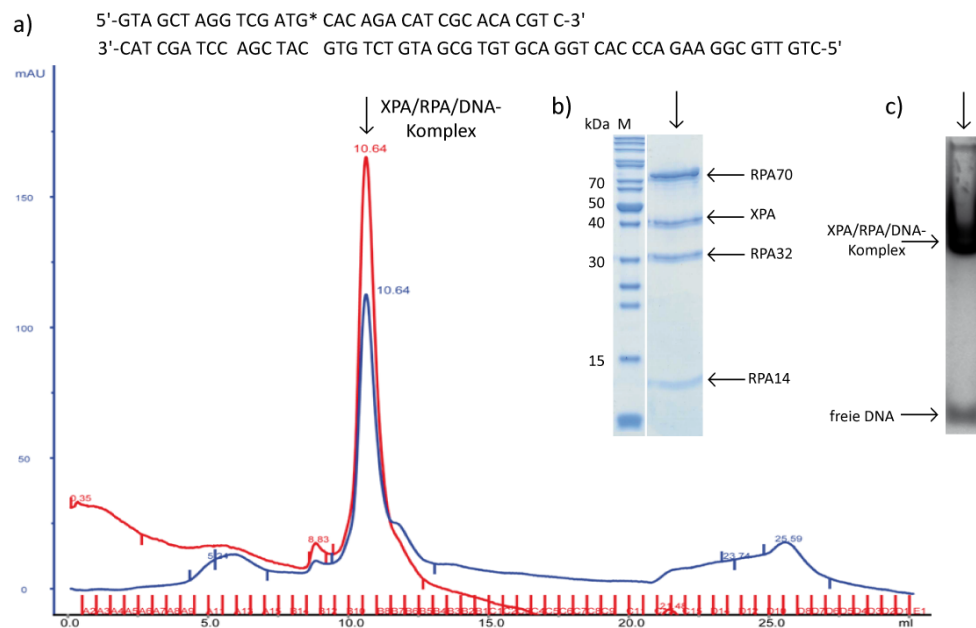 a)
5'-GTA GCT AGG TCG ATG* CAC AGA CAT CGC ACA CGT C-3'
3'-CAT CGA TCC AGC TAC GTG TCT GTA GCG TGT GCA GGT CAC CCA GAA GGC GTT GTC-5'
mAU
XPA/RPA/DNA-
Komplex
10.64
10.64
150
100
50
0
9.35
5.21
8.83
23.74
25.59
21.48
0.0
5.0
10.0
15.0
20.0
25.0
ml
b)
kDa M
70
50
40
30
15
RPA70
XPA
RPA32
RPA14
c)
XPA/RPA/DNA-
Komplex
freie DNA